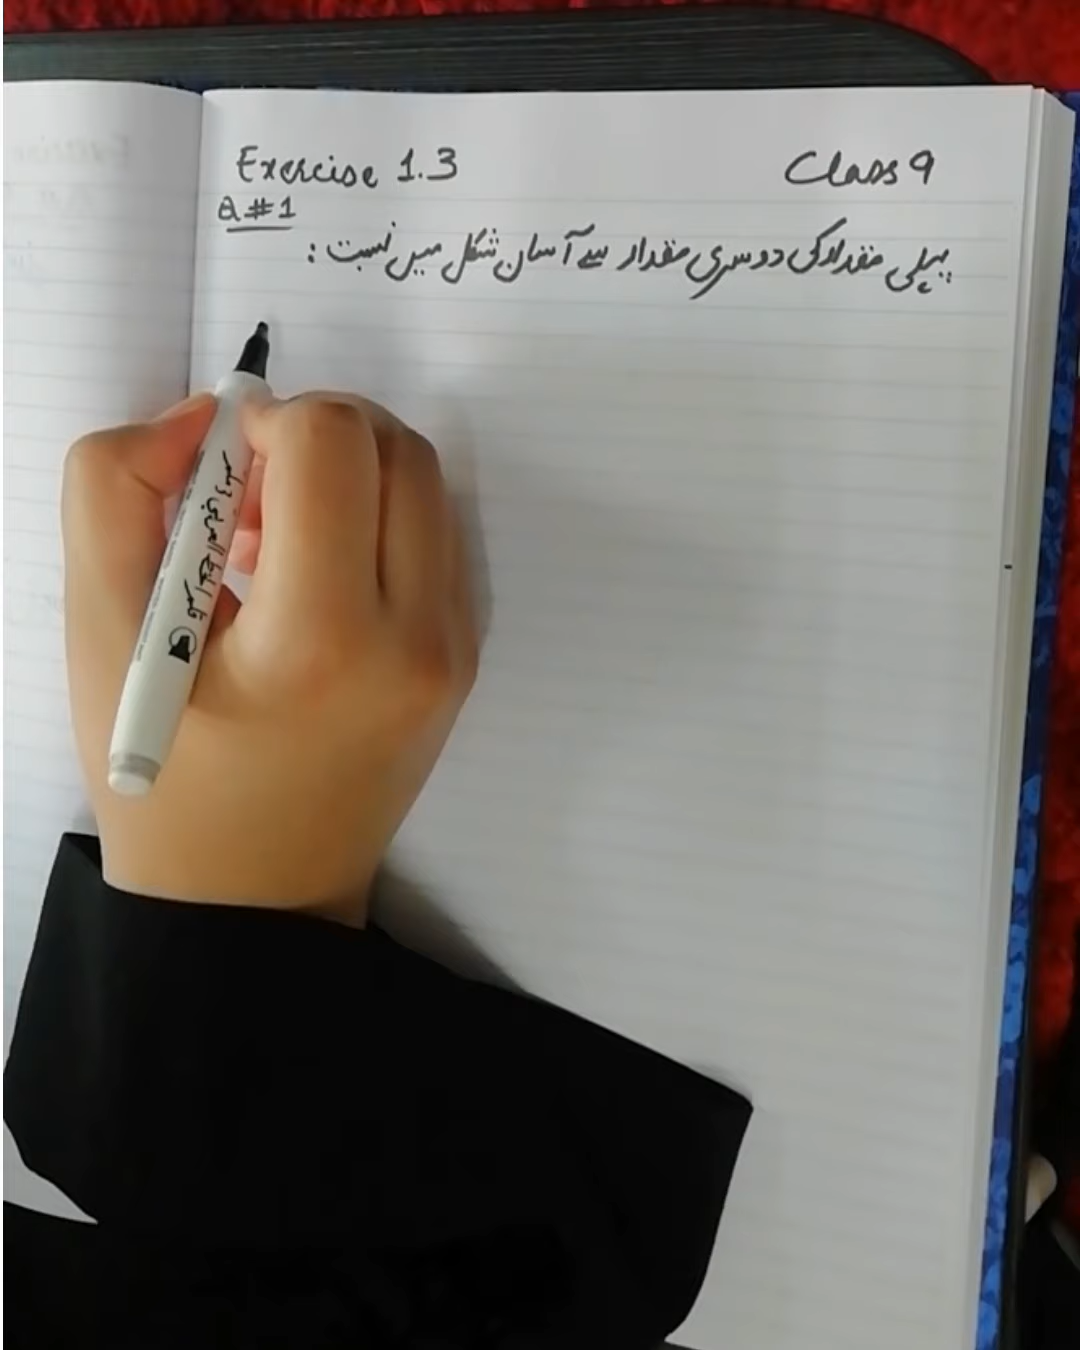 Exercise 1.3 Class 9
Q #1
پہلی مقدار کی دوسری مقدار سے آسان شکل میں نسبت :